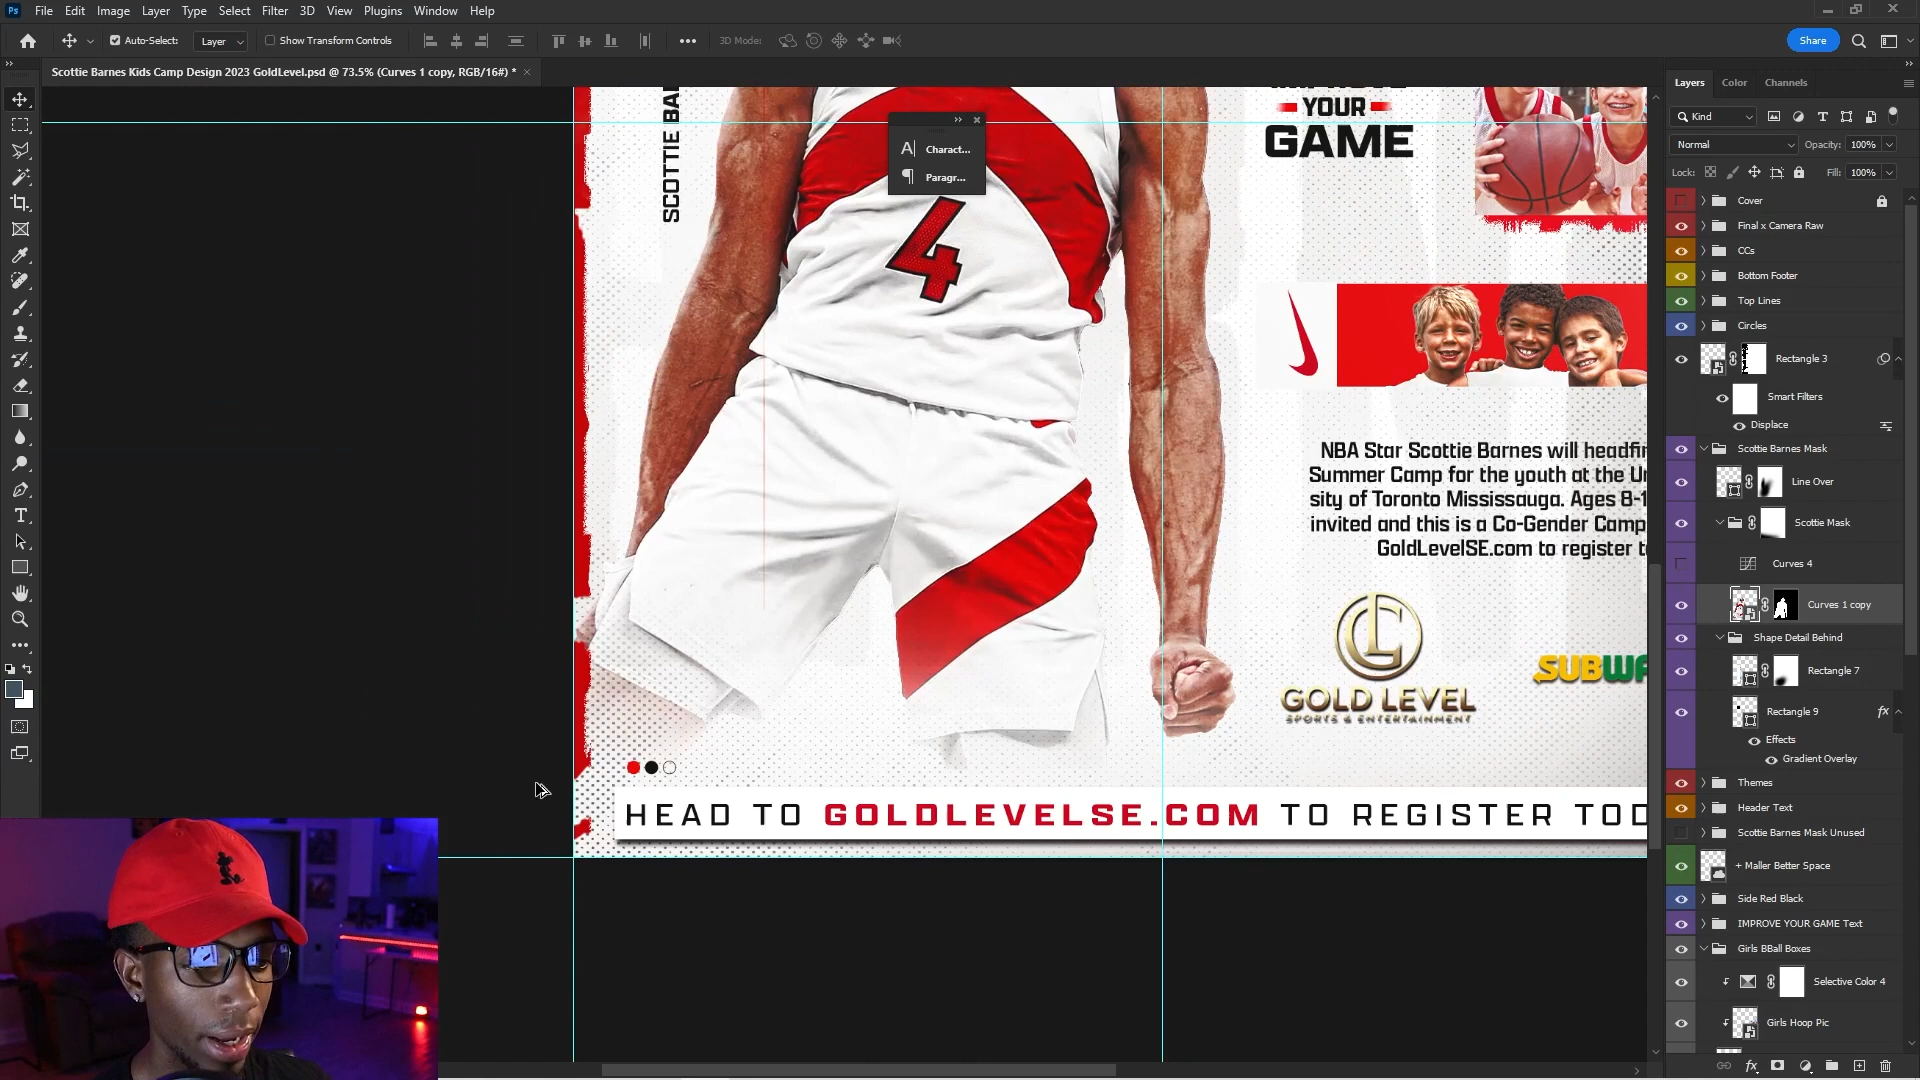 Ps File Edit Image Layer Type Select Filter 3D View Plugins Window Help
Auto-Select: Layer Show Transform Controls 3D Mode: Share
Scottie Barnes Kids Camp Design 2023 GoldLevel.psd @ 73.5% (Curves 1 copy, RGB/16#) * ×
Layers Color Channels
Kind
Normal Opacity: 100%
Lock: Fill: 100%
Cover
Final x Camera Raw
CCs
Bottom Footer
Top Lines
Circles
Rectangle 3
Smart Filters
Displace
Scottie Barnes Mask
Line Over
Scottie Mask
Curves 4
Curves 1 copy
Shape Detail Behind
Rectangle 7
Rectangle 9 fx
Effects
Gradient Overlay
Themes
Header Text
Scottie Barnes Mask Unused
+ Maller Better Space
Side Red Black
IMPROVE YOUR GAME Text
Girls BBall Boxes
Selective Color 4
Girls Hoop Pic
fx
Charact...
Paragr...
SCOTTIE BA
4
YOUR
GAME
NBA Star Scottie Barnes will headfi
Summer Camp for the youth at the U
sity of Toronto Mississauga. Ages 8-1
invited and this is a Co-Gender Camp
GoldLevelSE.com to register t
GOLD LEVEL
SPORTS & ENTERTAINMENT
SUBWA
HEAD TO GOLDLEVELSE.COM TO REGISTER TOD